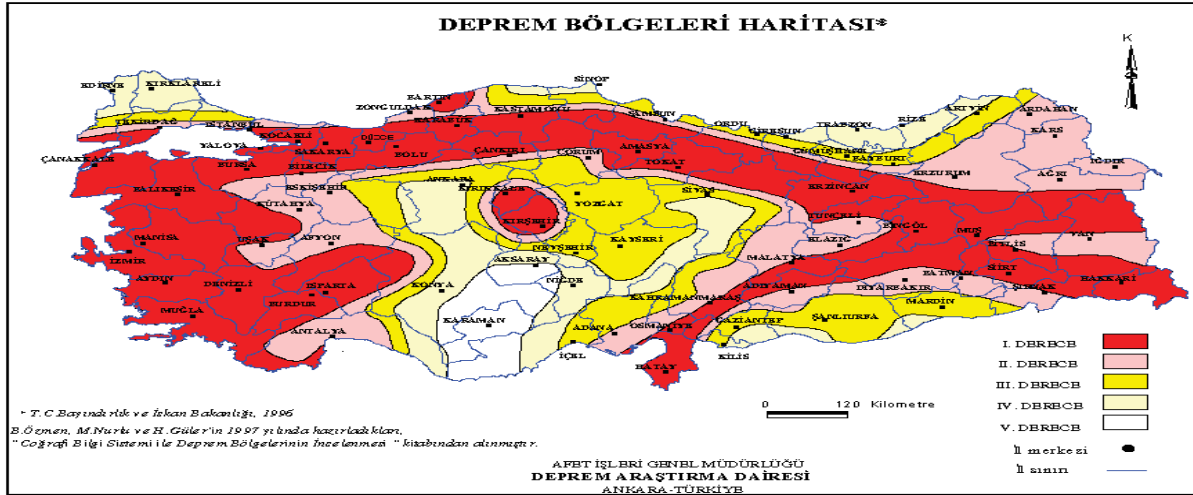 DEPREM BÖLGELERİ HARİTASI*
K
SİNOP
EDİRNE
KIRKLARELİ
BARTIN
ZONGULDAK
KASTAMONU
ARTVİN
ARDAHAN
TEKİRDAĞ
İSTANBUL
KARABÜK
SAMSUN
ORDU
GİRESUN
TRABZON
RİZE
KARS
KOCAELİ
YALOVA
SAKARYA
DÜZCE
BOLU
ÇANKIRI
ÇORUM
AMASYA
TOKAT
GÜMÜŞHANE
BAYBURT
ERZURUM
IĞDIR
AĞRI
ÇANAKKALE
BURSA
BİLECİK
BALIKESİR
ESKİŞEHİR
ANKARA
KIRIKKALE
YOZGAT
SİVAS
ERZİNCAN
KÜTAHYA
KIRŞEHİR
TUNCELİ
BİNGÖL
MUŞ
MANİSA
UŞAK
AFYON
NEVŞEHİR
KAYSERİ
ELAZIĞ
BİTLİS
VAN
İZMİR
AKSARAY
MALATYA
SİİRT
AYDIN
DENİZLİ
ISPARTA
KONYA
NİĞDE
ADIYAMAN
DİYARBAKIR
BATMAN
ŞIRNAK
HAKKARİ
BURDUR
KAHRAMANMARAŞ
MARDİN
MUĞLA
ANTALYA
KARAMAN
ADANA
OSMANİYE
GAZİANTEP
ŞANLIURFA
İÇEL
KİLİS
HATAY
I. DERECE
II. DERECE
III. DERECE
IV. DERECE
V. DERECE
İl merkezi
İl sınırı
0 120 Kilometre
* T.C.Bayındırlık ve İskan Bakanlığı, 1996
B.Özmen, M.Nurlu ve H.Güler'in 1997 yılında hazırladıkları,
"Coğrafi Bilgi Sistemi ile Deprem Bölgelerinin İncelenmesi " kitabından alınmıştır.
AFET İŞLERİ GENEL MÜDÜRLÜĞÜ
DEPREM ARAŞTIRMA DAİRESİ
ANKARA-TÜRKİYE